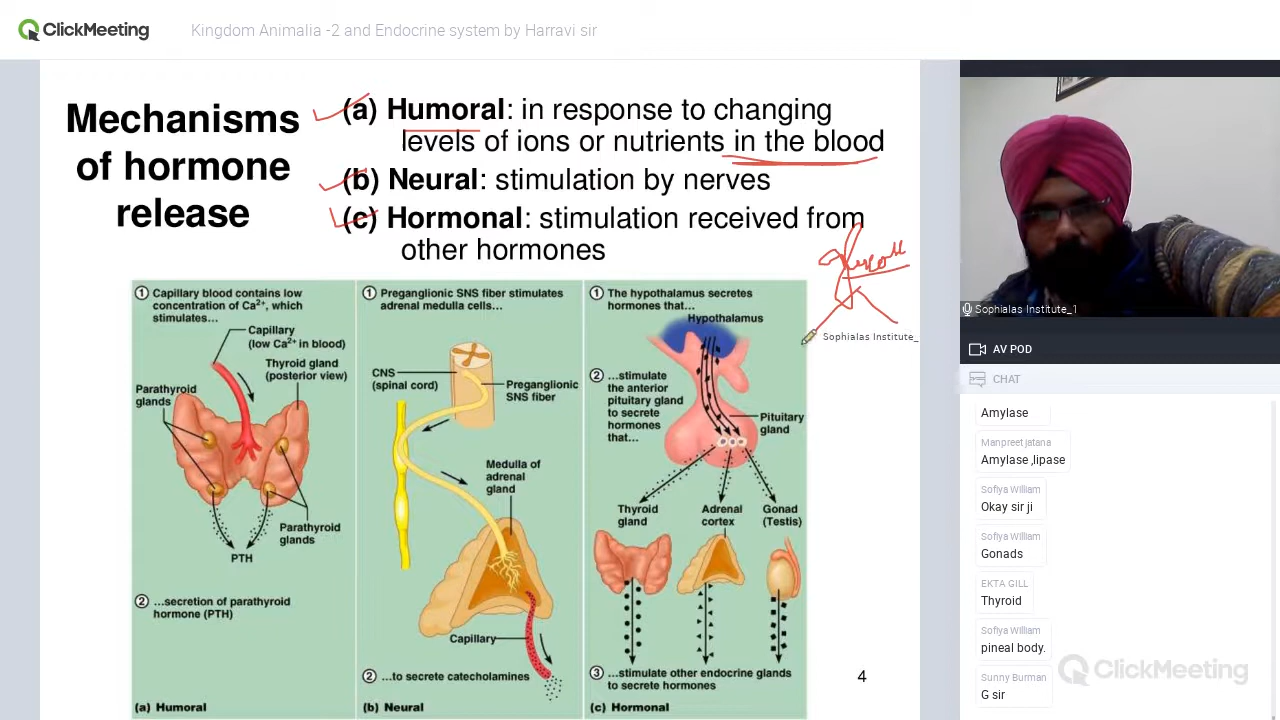 ClickMeeting
Kingdom Animalia -2 and Endocrine system by Harravi sir
Mechanisms
of hormone
release
(a) Humoral: in response to changing
levels of ions or nutrients in the blood
(b) Neural: stimulation by nerves
(c) Hormonal: stimulation received from
other hormones
1 Capillary blood contains low
concentration of Ca2+, which
stimulates…
Capillary
(low Ca2+ in blood)
Thyroid gland
(posterior view)
Parathyroid
glands
Parathyroid
glands
PTH
2 …secretion of parathyroid
hormone (PTH)
(a) Humoral
1 Preganglionic SNS fiber stimulates
adrenal medulla cells…
CNS
(spinal cord)
Preganglionic
SNS fiber
Medulla of
adrenal
gland
Capillary
2 …to secrete catecholamines
(b) Neural
1 The hypothalamus secretes
hormones that…
Hypothalamus
2 …stimulate
the anterior
pituitary gland
to secrete
hormones
that…
Pituitary
gland
Thyroid
gland
Adrenal
cortex
Gonad
(Testis)
3 …stimulate other endocrine glands
to secrete hormones
(c) Hormonal
4
Sophialas Institute_
Sophialas Institute_1
AV POD
CHAT
Amylase
Manpreet jatana
Amylase ,lipase
Sofiya William
Okay sir ji
Sofiya William
Gonads
EKTA GILL
Thyroid
Sofiya William
pineal body.
Sunny Burman
G sir
ClickMeeting